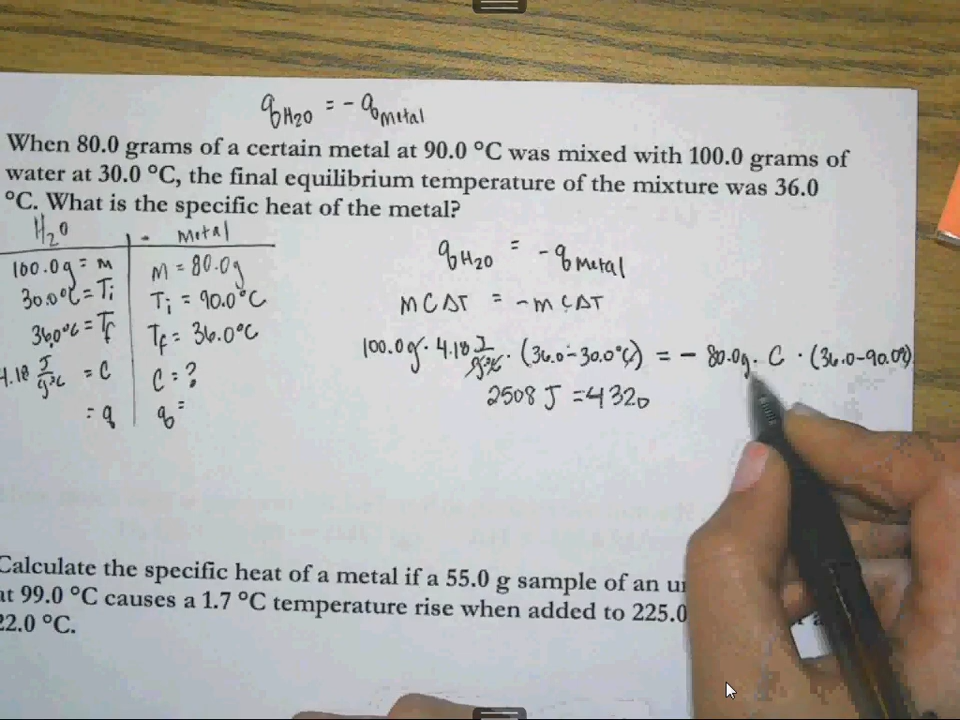 qH₂O = - qMetal
When 80.0 grams of a certain metal at 90.0 °C was mixed with 100.0 grams of
water at 30.0 °C, the final equilibrium temperature of the mixture was 36.0
°C. What is the specific heat of the metal?
H₂O - Metal
100.0g = m
30.0°C = Ti
36.0°C = Tf
4.18 J/g°C = C
= q
m = 80.0g
Ti = 90.0°C
Tf = 36.0°C
C = ?
q =
qH₂O = -qMetal
MCΔT = -mCΔT
100.0g · 4.18 J/g°C · (36.0-30.0°C) = - 80.0g · C · (36.0-90.0°)
2508 J = 4320
Calculate the specific heat of a metal if a 55.0 g sample of an
at 99.0 °C causes a 1.7 °C temperature rise when added to 225.0
22.0 °C.